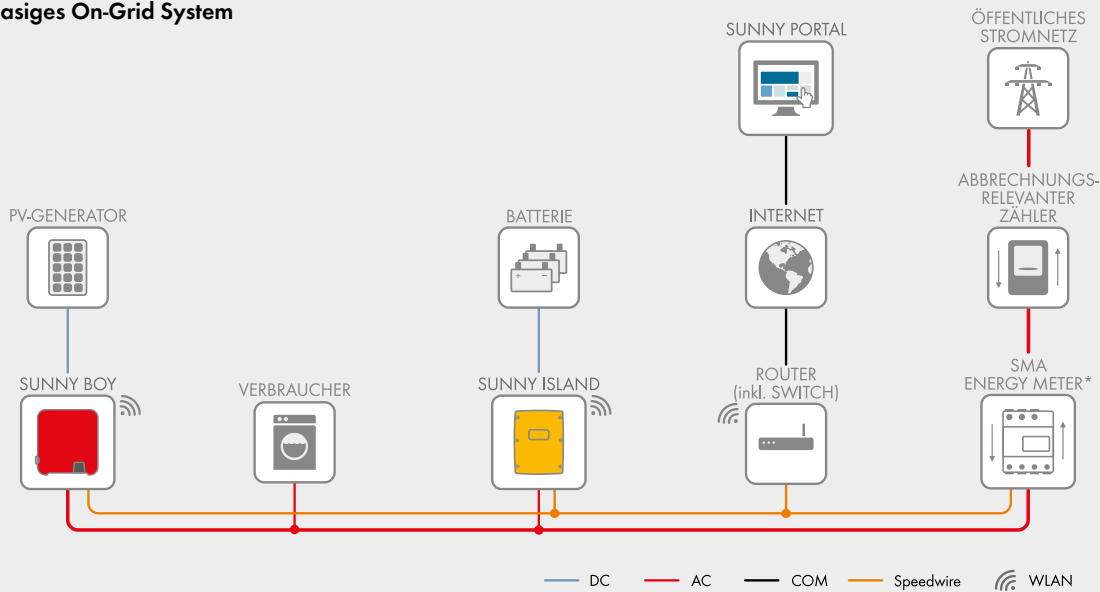 asiges On-Grid System
SUNNY PORTAL
ÖFFENTLICHES
STROMNETZ
PV-GENERATOR
BATTERIE
INTERNET
ABBRECHNUNGS-
RELEVANTER
ZÄHLER
SUNNY BOY
VERBRAUCHER
SUNNY ISLAND
ROUTER
(inkl. SWITCH)
SMA
ENERGY METER*
DC
AC
COM
Speedwire
WLAN